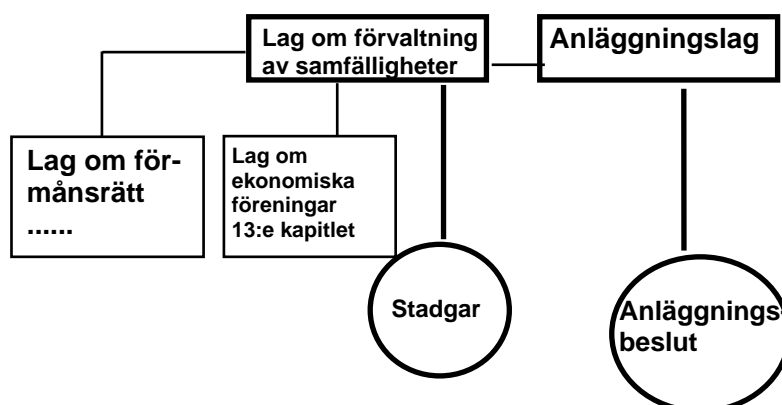 Lag om förvaltning
av samfälligheter
Anläggningslag
Lag om för-
månsrätt
......
Lag om
ekonomiska
föreningar
13:e kapitlet
Stadgar
Anläggnings-
beslut